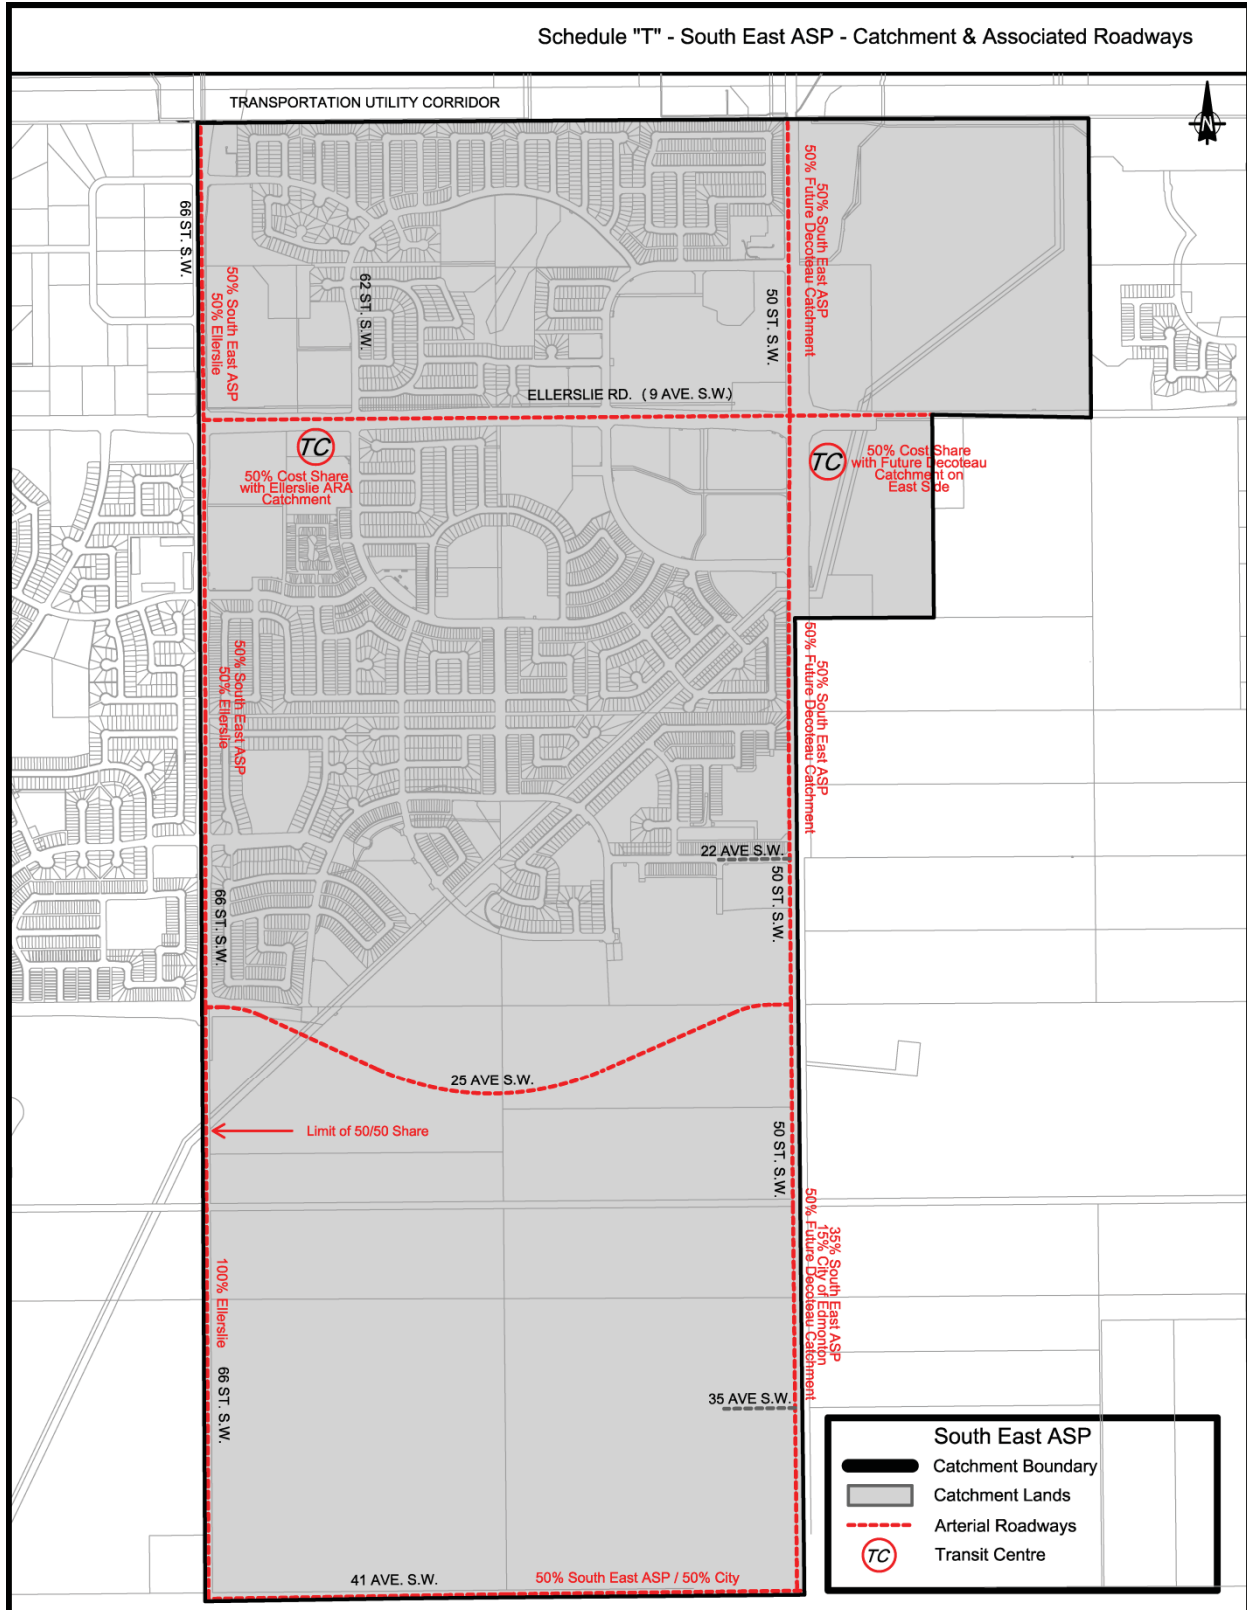 Schedule "T" - South East ASP - Catchment & Associated Roadways
TRANSPORTATION UTILITY CORRIDOR
N
66 ST. S.W.
50% South East ASP
50% Ellerslie
62 ST. S.W.
50 ST. S.W.
50% South East ASP
50% Future Decoteau Catchment
ELLERSLIE RD. ( 9 AVE. S.W.)
TC
50% Cost Share
with Ellerslie ARA
Catchment
TC
50% Cost Share
with Future Decoteau
Catchment on
East Side
50% South East ASP
50% Ellerslie
50% South East ASP
50% Future Decoteau Catchment
22 AVE S.W.
66 ST. S.W.
50 ST. S.W.
25 AVE S.W.
Limit of 50/50 Share
50 ST. S.W.
35% South East ASP
15% City of Edmonton
50% Future Decoteau Catchment
100% Ellerslie
66 ST. S.W.
35 AVE S.W.
41 AVE. S.W.
50% South East ASP / 50% City
South East ASP
Catchment Boundary
Catchment Lands
Arterial Roadways
TC
Transit Centre